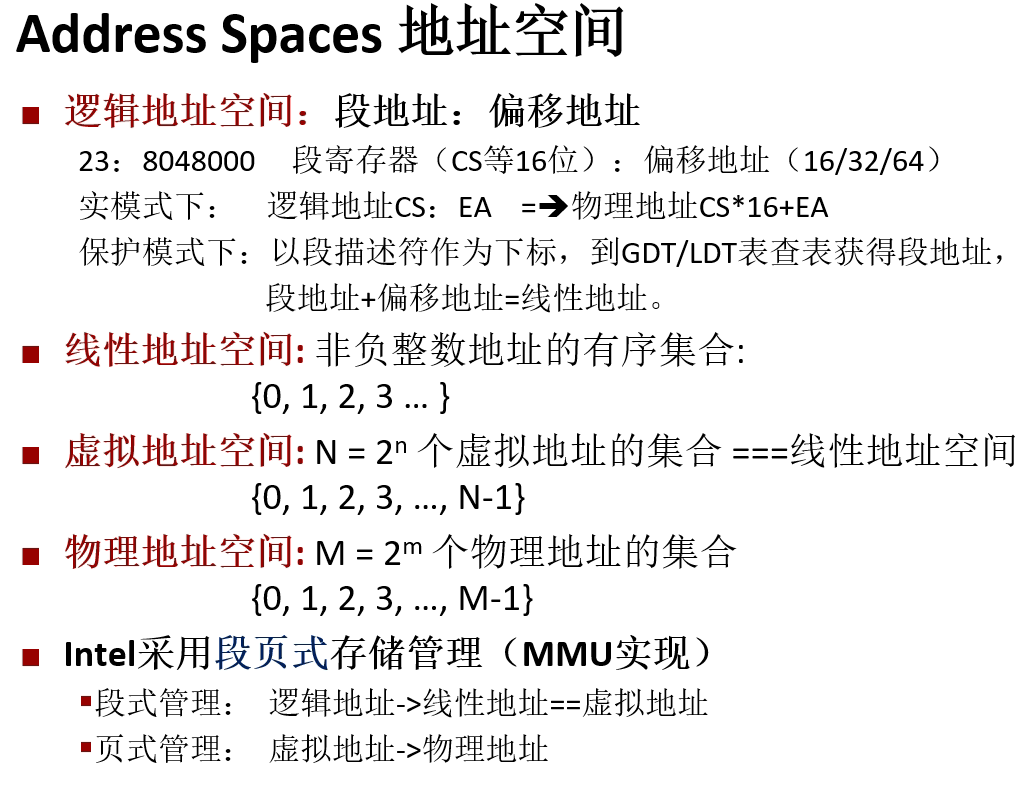 Address Spaces 地址空间
■ 逻辑地址空间：段地址：偏移地址
23：8048000 段寄存器（CS等16位）：偏移地址（16/32/64）
实模式下： 逻辑地址CS：EA =➔物理地址CS*16+EA
保护模式下：以段描述符作为下标，到GDT/LDT表查表获得段地址，
段地址+偏移地址=线性地址。
■ 线性地址空间: 非负整数地址的有序集合:
{0, 1, 2, 3 … }
■ 虚拟地址空间: N = 2ⁿ 个虚拟地址的集合 ===线性地址空间
{0, 1, 2, 3, …, N-1}
■ 物理地址空间: M = 2ᵐ 个物理地址的集合
{0, 1, 2, 3, …, M-1}
■ Intel采用段页式存储管理（MMU实现）
▪段式管理： 逻辑地址->线性地址==虚拟地址
▪页式管理： 虚拟地址->物理地址